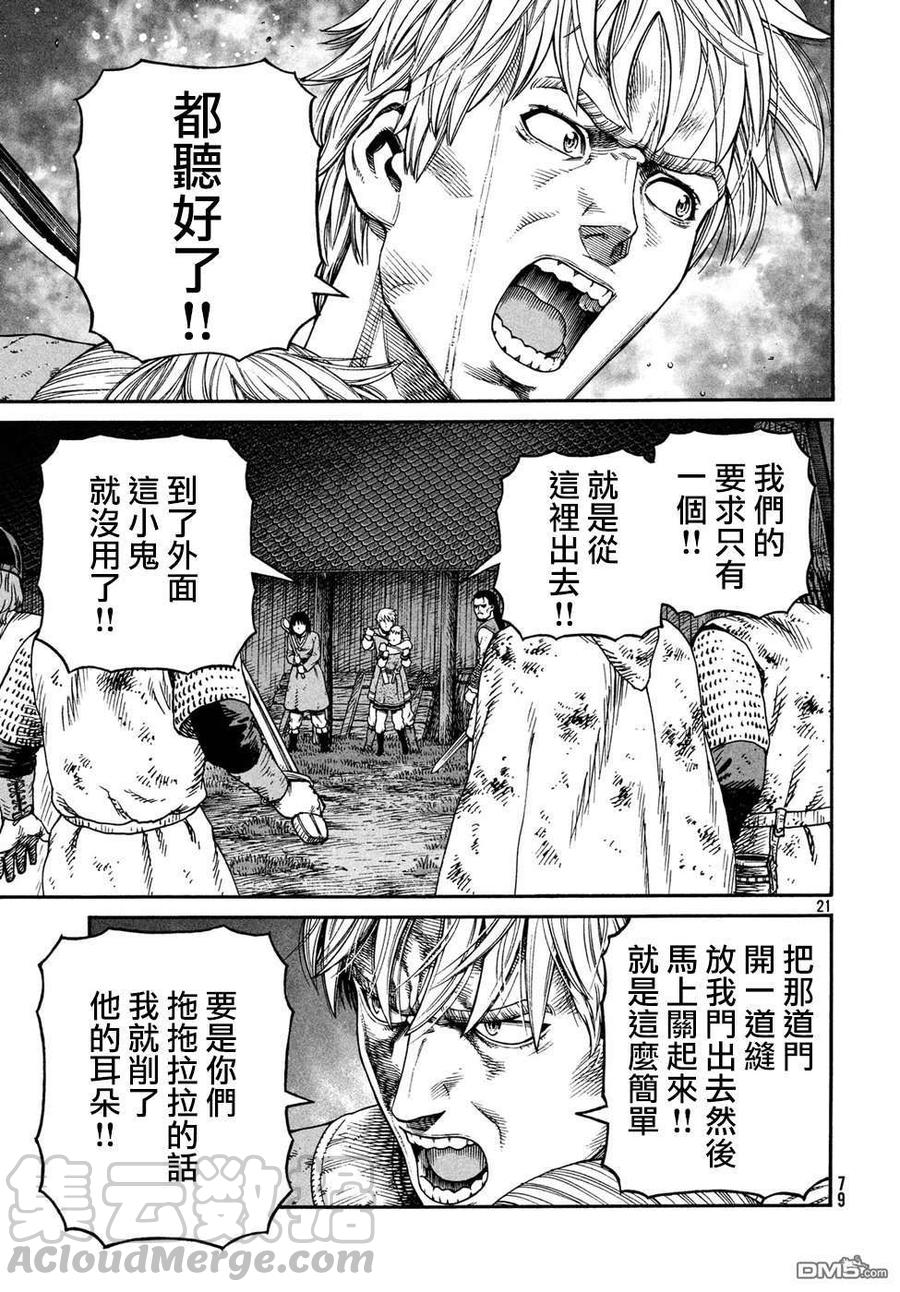 都聽好了!!
我們的
要求只有
一個!!
就是從
這裡出去!!
到了外面
這小鬼
就沒用了!!
21
把那道門
開一道縫
放我門出去然後
馬上關起來!!
就是這麼簡單
要是你們
拖拖拉拉的話
我就削了
他的耳朵!!
79
集云数据
AcloudMerge.com
DM5.com